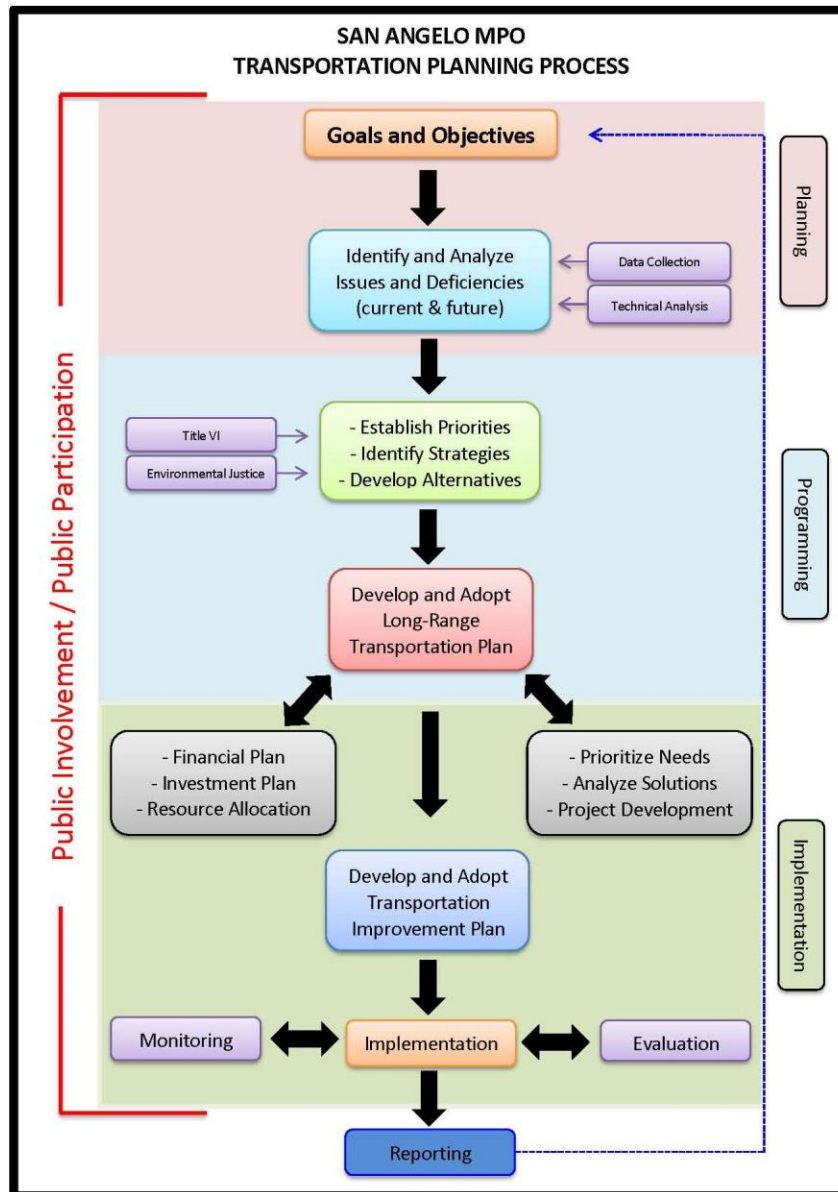 SAN ANGELO MPO
TRANSPORTATION PLANNING PROCESS
Public Involvement / Public Participation
Goals and Objectives
Planning
Identify and Analyze
Issues and Deficiencies
(current & future)
Data Collection
Technical Analysis
Title VI
Environmental Justice
- Establish Priorities
- Identify Strategies
- Develop Alternatives
Programming
Develop and Adopt
Long-Range
Transportation Plan
- Financial Plan
- Investment Plan
- Resource Allocation
- Prioritize Needs
- Analyze Solutions
- Project Development
Develop and Adopt
Transportation
Improvement Plan
Implementation
Monitoring
Implementation
Evaluation
Reporting